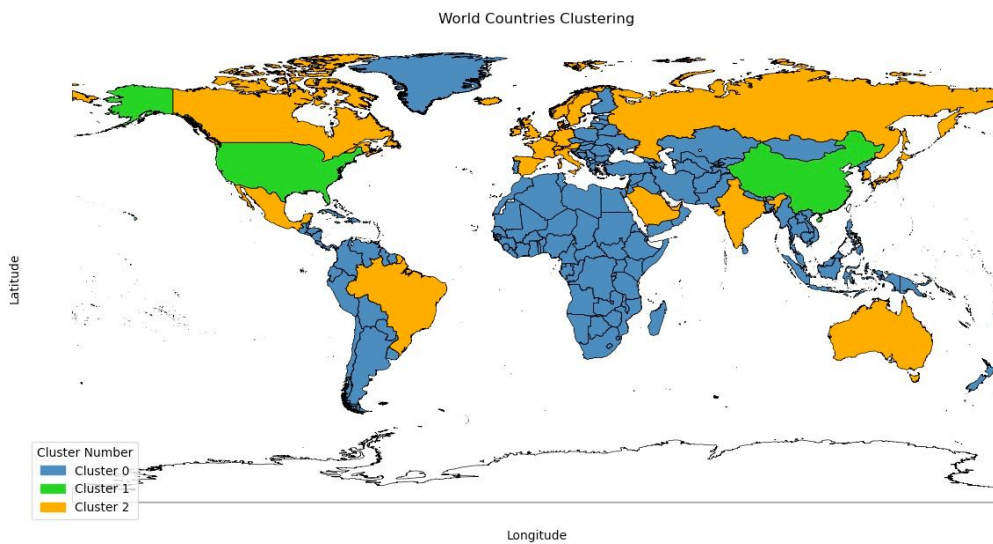 World Countries Clustering
Latitude
Cluster Number
Cluster 0
Cluster 1
Cluster 2
Longitude